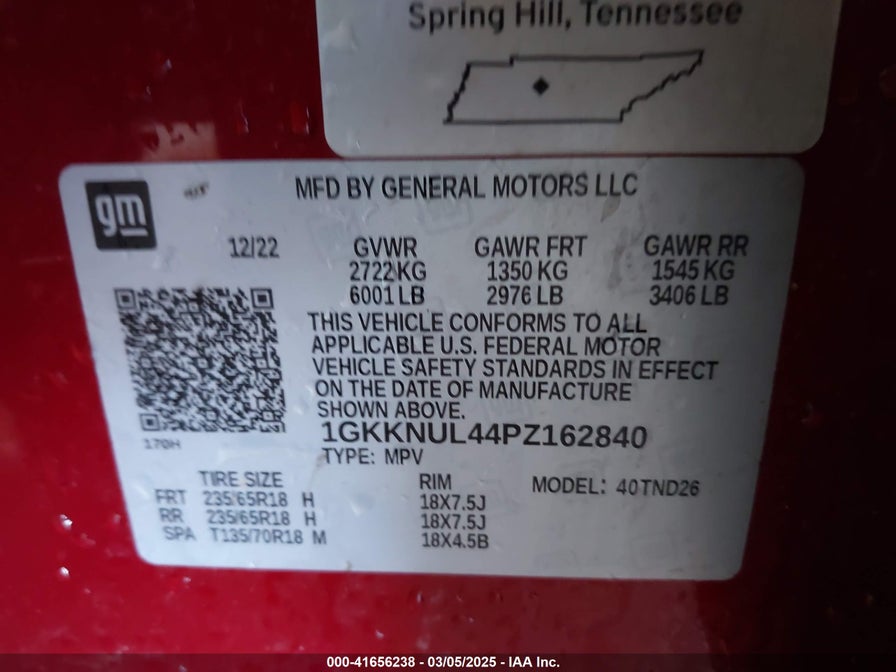 Spring Hill, Tennessee
gm
MFD BY GENERAL MOTORS LLC
12/22 GVWR GAWR FRT GAWR RR
2722 KG 1350 KG 1545 KG
6001 LB 2976 LB 3406 LB
THIS VEHICLE CONFORMS TO ALL
APPLICABLE U.S. FEDERAL MOTOR
VEHICLE SAFETY STANDARDS IN EFFECT
ON THE DATE OF MANUFACTURE
SHOWN ABOVE.
1GKKNUL44PZ162840
170H
TYPE: MPV
TIRE SIZE RIM MODEL: 40TND26
FRT 235/65R18 H 18X7.5J
RR 235/65R18 H 18X7.5J
SPA T135/70R18 M 18X4.5B
000-41656238 - 03/05/2025 - IAA Inc.